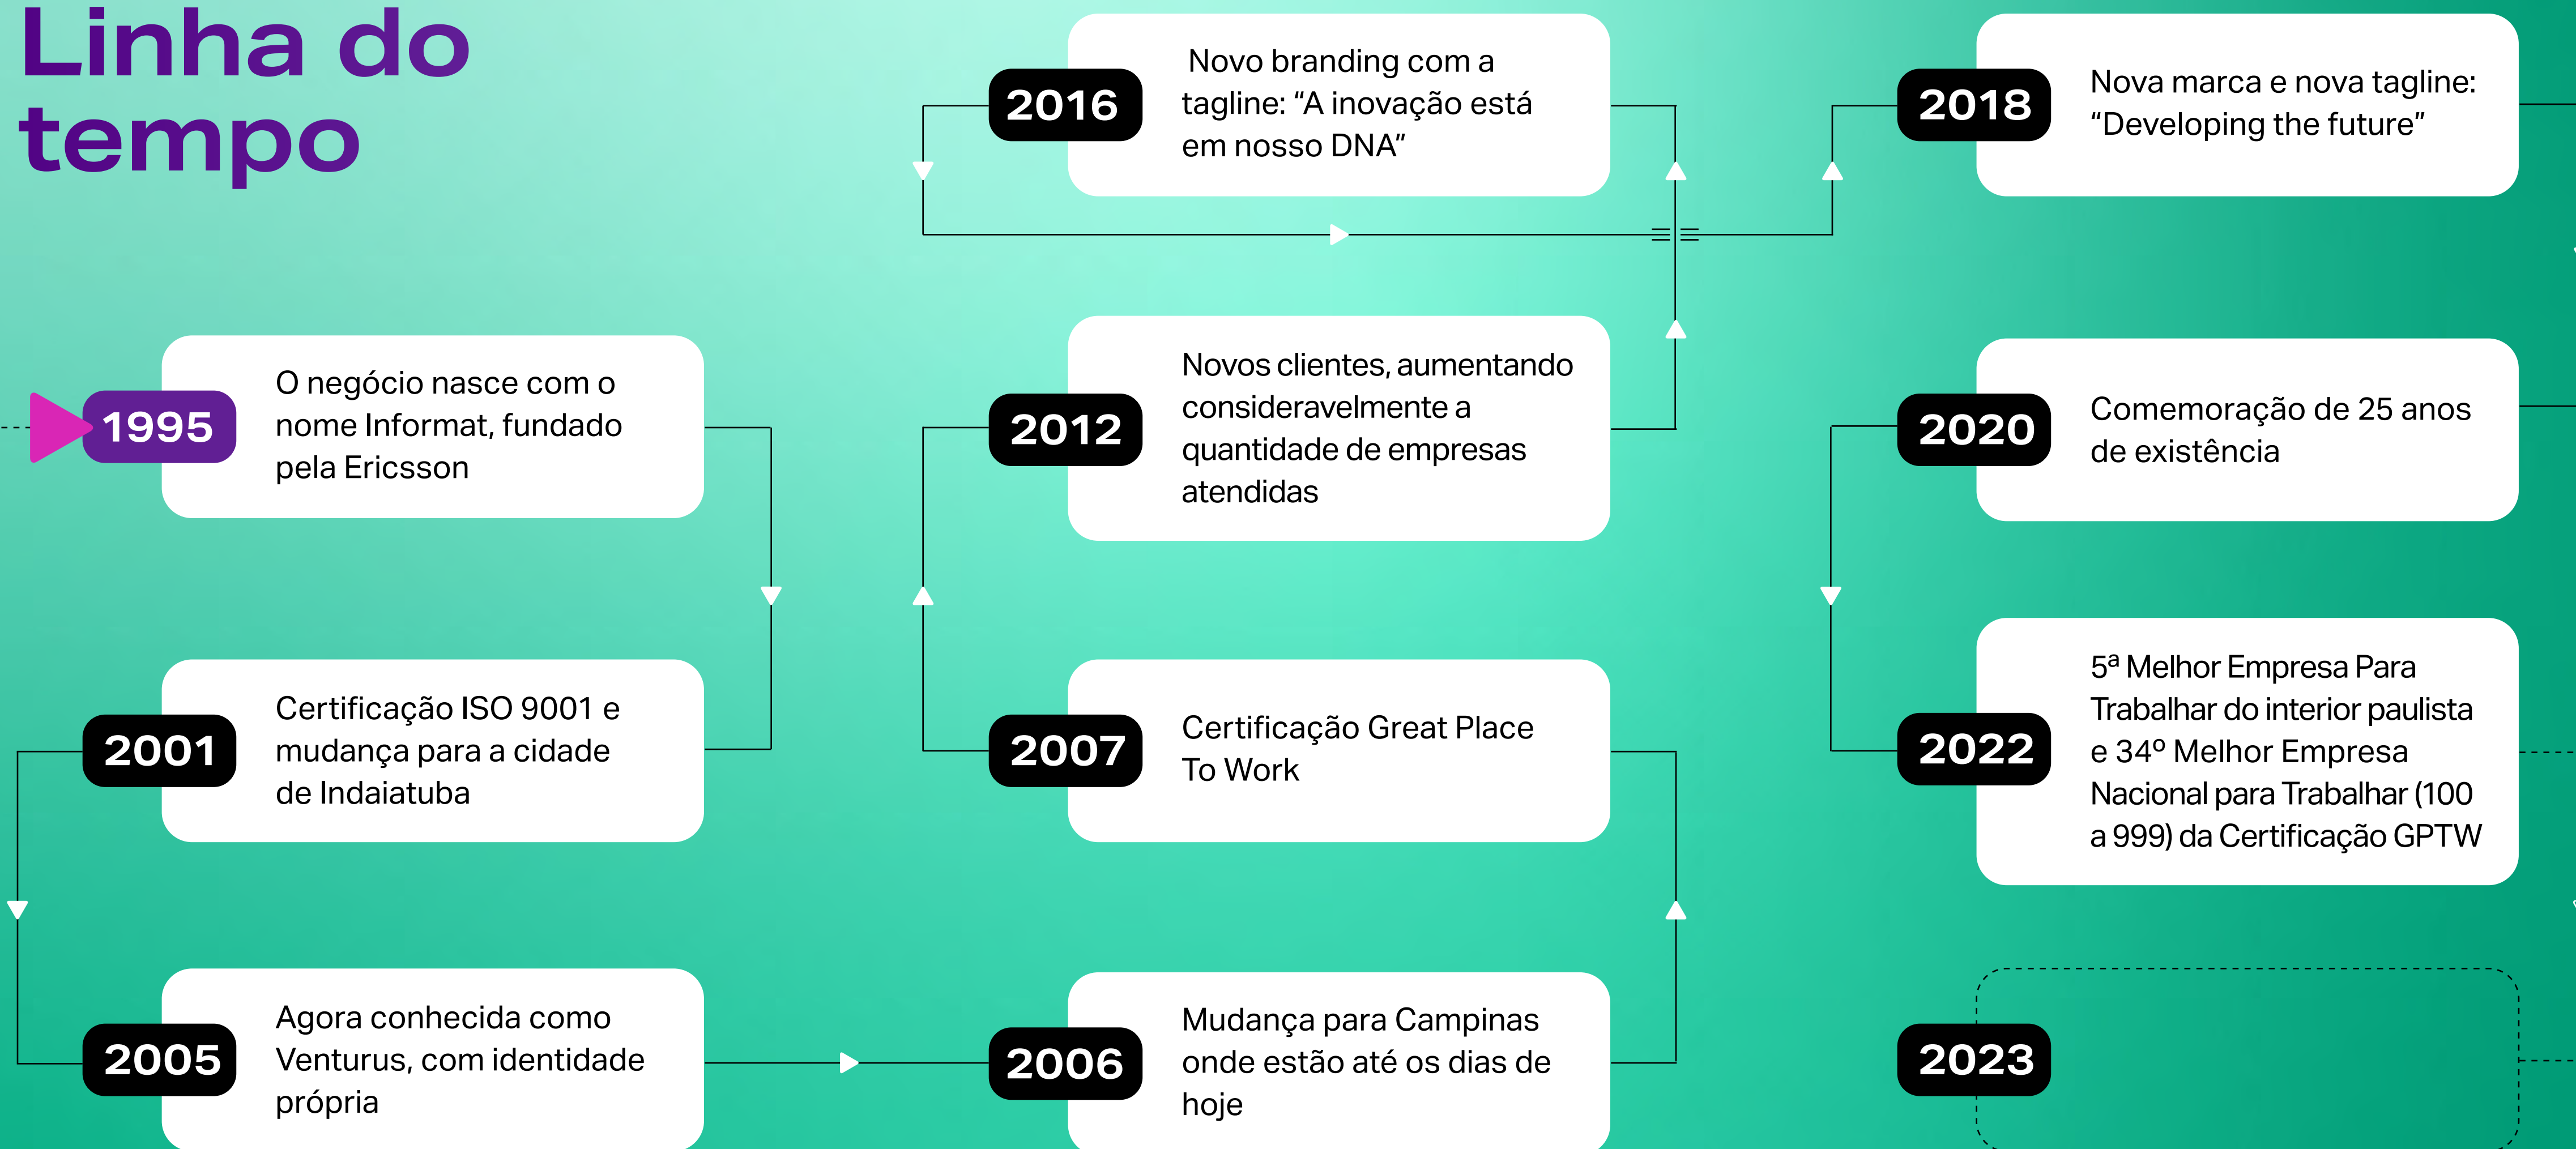 Linha do
tempo
1995
O negócio nasce com o
nome Informat, fundado
pela Ericsson
2001
Certificação ISO 9001 e
mudança para a cidade
de Indaiatuba
2005
Agora conhecida como
Venturus, com identidade
própria
2006
Mudança para Campinas
onde estão até os dias de
hoje
2007
Certificação Great Place
To Work
2012
Novos clientes, aumentando
consideravelmente a
quantidade de empresas
atendidas
2016
Novo branding com a
tagline: “A inovação está
em nosso DNA”
2018
Nova marca e nova tagline:
“Developing the future”
2020
Comemoração de 25 anos
de existência
2022
5ª Melhor Empresa Para
Trabalhar do interior paulista
e 34º Melhor Empresa
Nacional para Trabalhar (100
a 999) da Certificação GPTW
2023